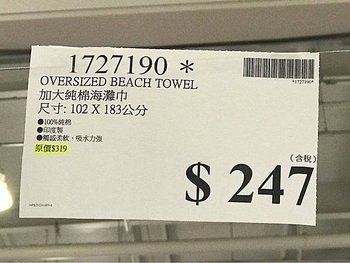 1727190 *
*1727190*
OVERSIZED BEACH TOWEL
加大純棉海灘巾
尺寸: 102 X 183公分
●100%純棉
●印度製
●觸感柔軟、吸水力強
原價$319
(含稅)
$ 247